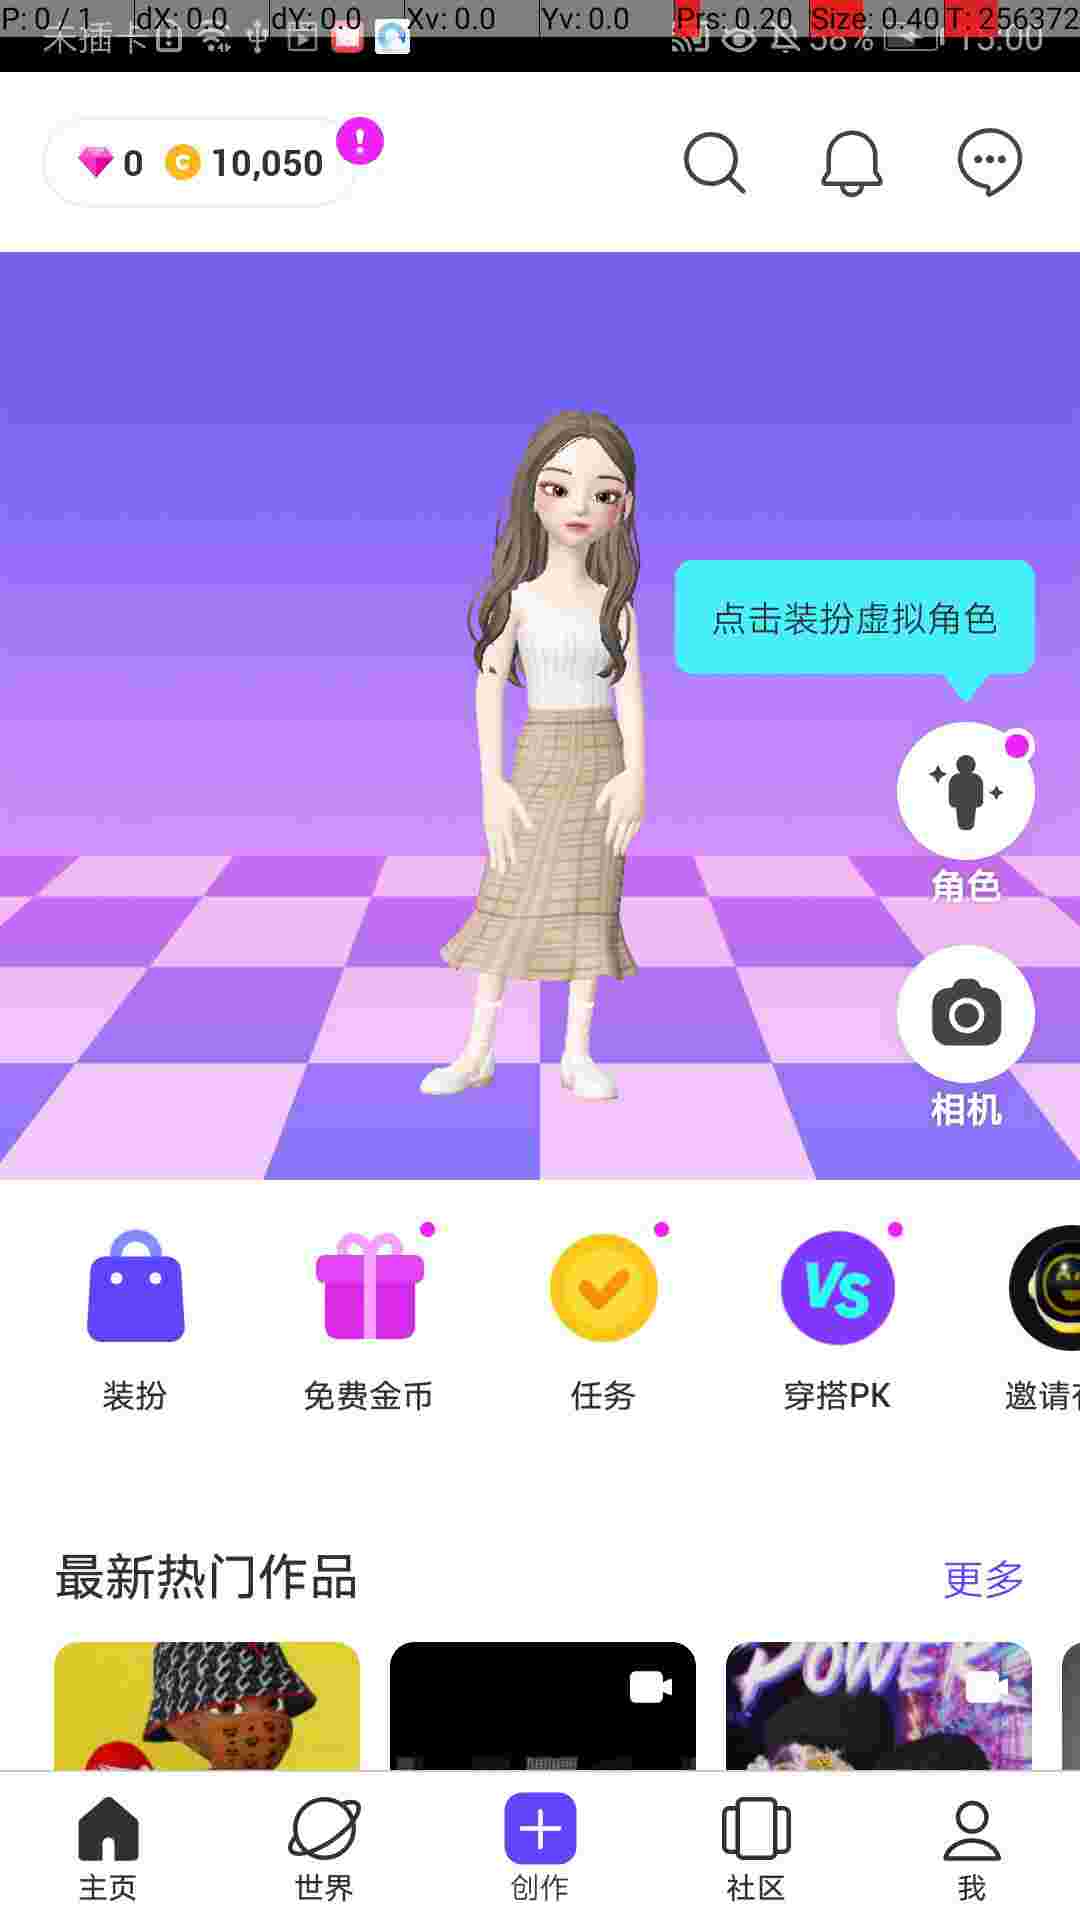 P: 0 / 1 dX: 0.0 dY: 0.0 Xv: 0.0 Yv: 0.0 Prs: 0.20 Size: 0.40 T: 256372
未插卡 58% 15:00
0 10,050
点击装扮虚拟角色
角色
相机
VS
装扮 免费金币 任务 穿搭PK 邀请
最新热门作品 更多
POWER
主页 世界 创作 社区 我